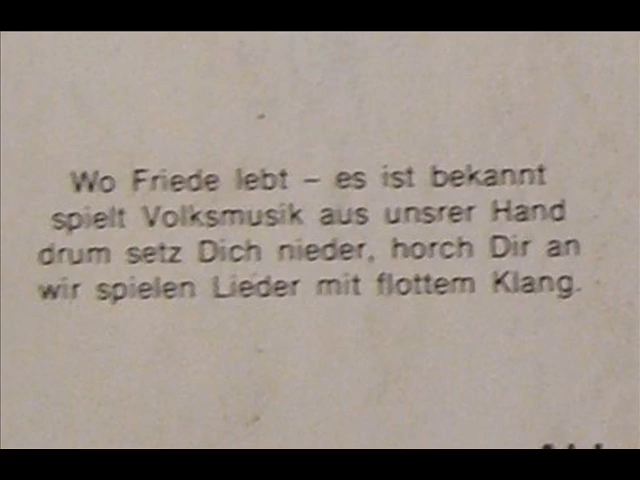 Wo Friede lebt – es ist bekannt
spielt Volksmusik aus unsrer Hand
drum setz Dich nieder, horch Dir an
wir spielen Lieder mit flottem Klang.